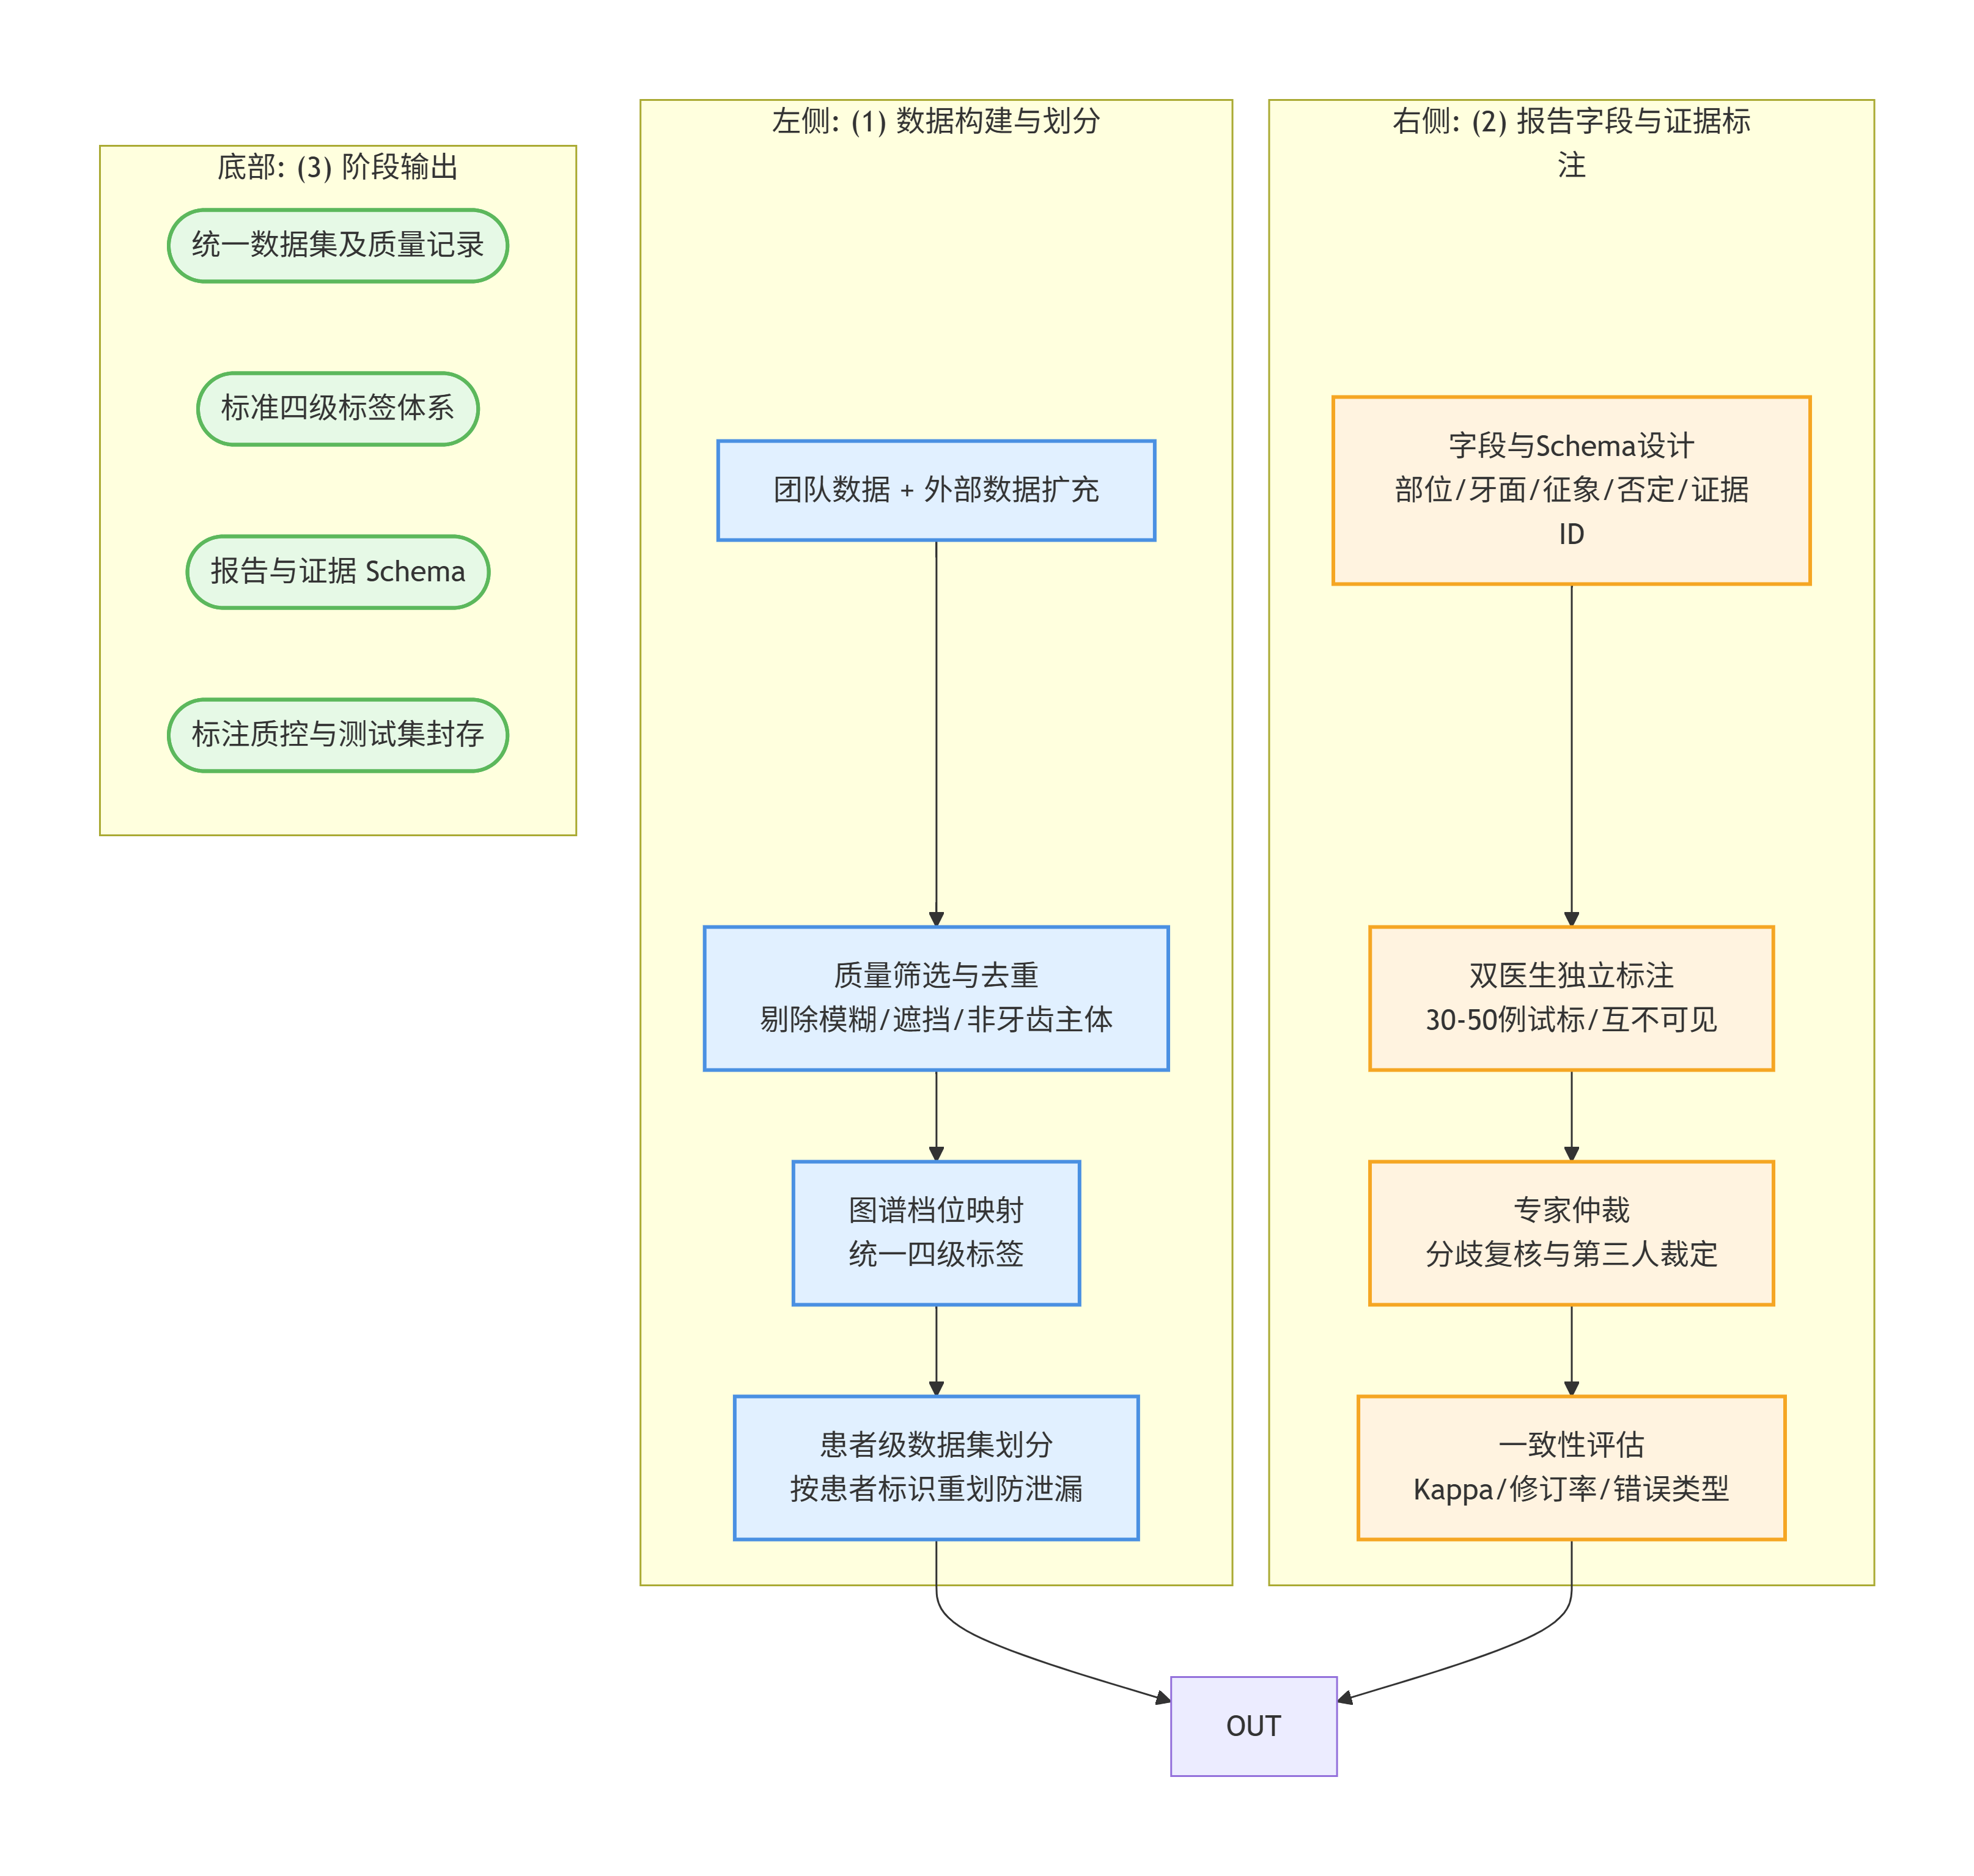 底部: (3) 阶段输出
统一数据集及质量记录
标准四级标签体系
报告与证据 Schema
标注质控与测试集封存
左侧: (1) 数据构建与划分
团队数据 + 外部数据扩充
质量筛选与去重
剔除模糊/遮挡/非牙齿主体
图谱档位映射
统一四级标签
患者级数据集划分
按患者标识重划防泄漏
右侧: (2) 报告字段与证据标
注
字段与Schema设计
部位/牙面/征象/否定/证据
ID
双医生独立标注
30-50例试标/互不可见
专家仲裁
分歧复核与第三人裁定
一致性评估
Kappa/修订率/错误类型
OUT